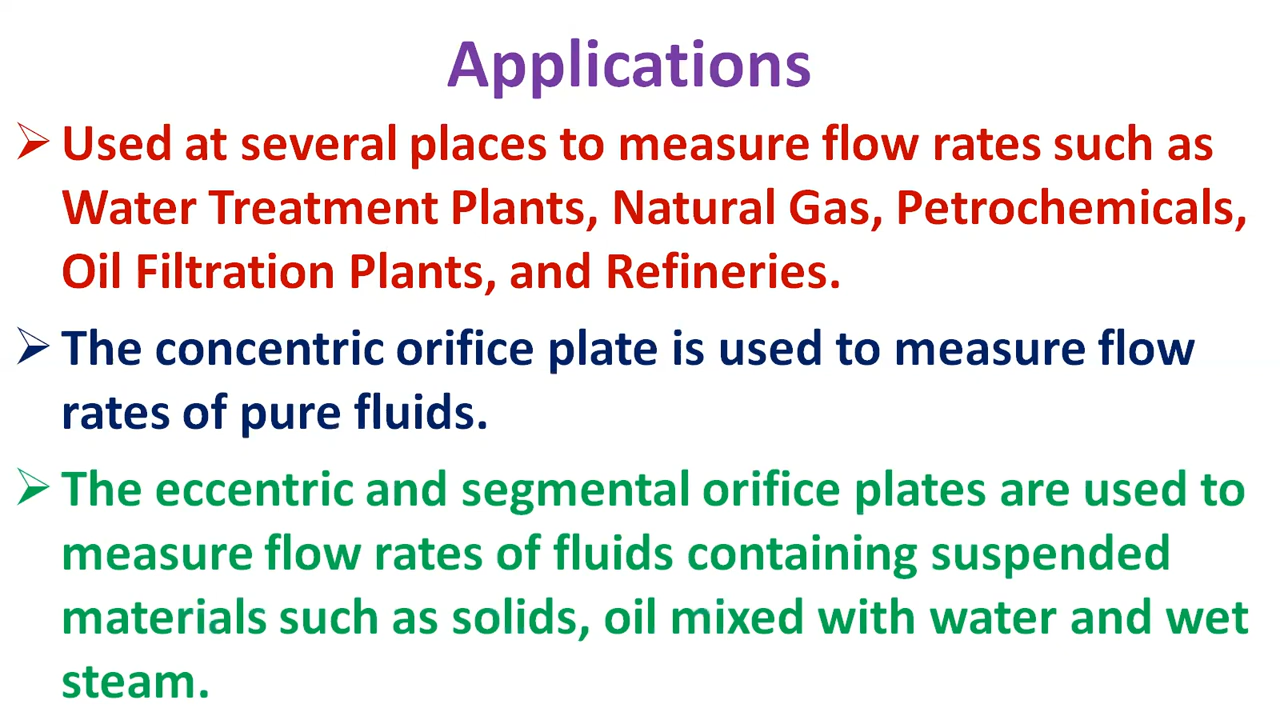 Applications
➢ Used at several places to measure flow rates such as
Water Treatment Plants, Natural Gas, Petrochemicals,
Oil Filtration Plants, and Refineries.
➢ The concentric orifice plate is used to measure flow
rates of pure fluids.
➢ The eccentric and segmental orifice plates are used to
measure flow rates of fluids containing suspended
materials such as solids, oil mixed with water and wet
steam.